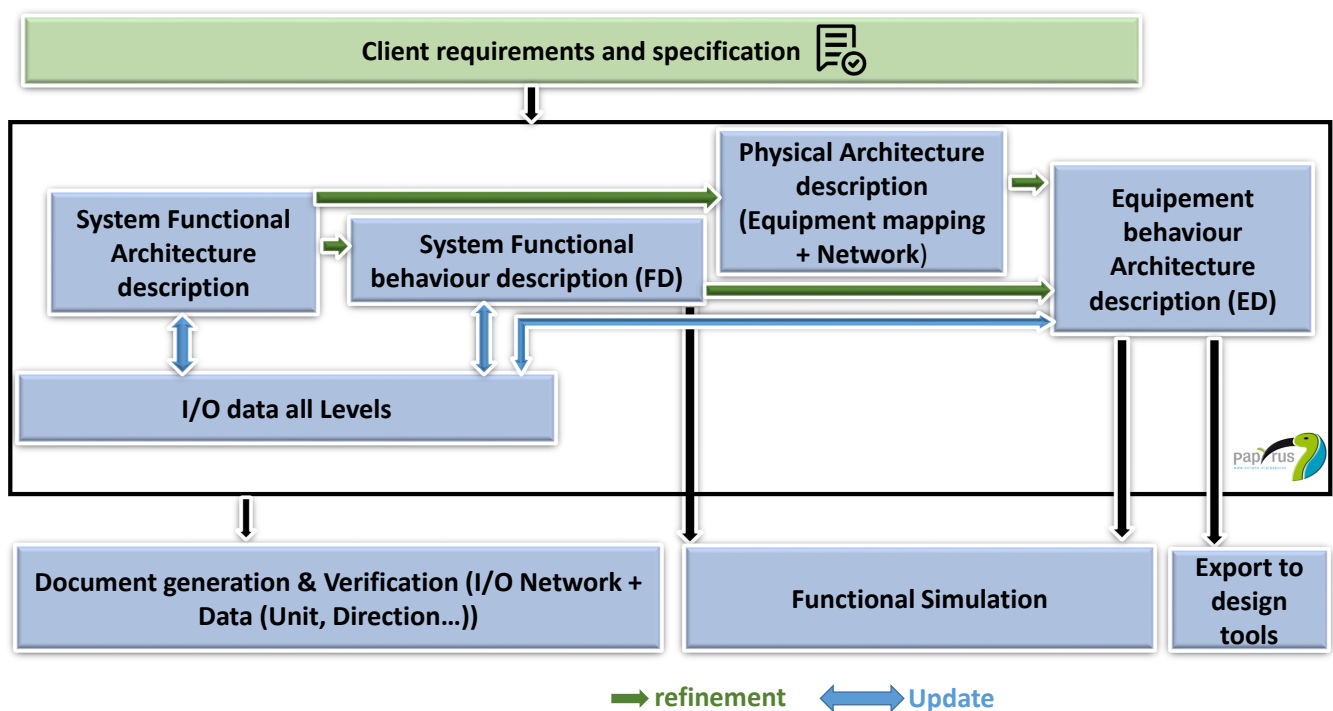 Client requirements and specification
Physical Architecture
description
(Equipment mapping
+ Network)
System Functional
Architecture
description
System Functional
behaviour description (FD)
Equipement
behaviour
Architecture
description (ED)
I/O data all Levels
papyrus
Document generation & Verification (I/O Network +
Data (Unit, Direction…))
Functional Simulation
Export to
design
tools
refinement
Update